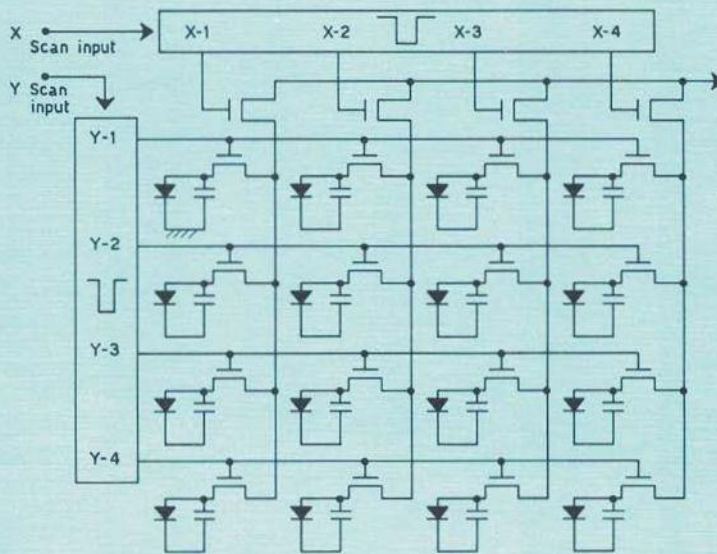 X
Scan input
X-1 X-2 X-3 X-4
Y Scan
input
Y-1
Y-2
Y-3
Y-4